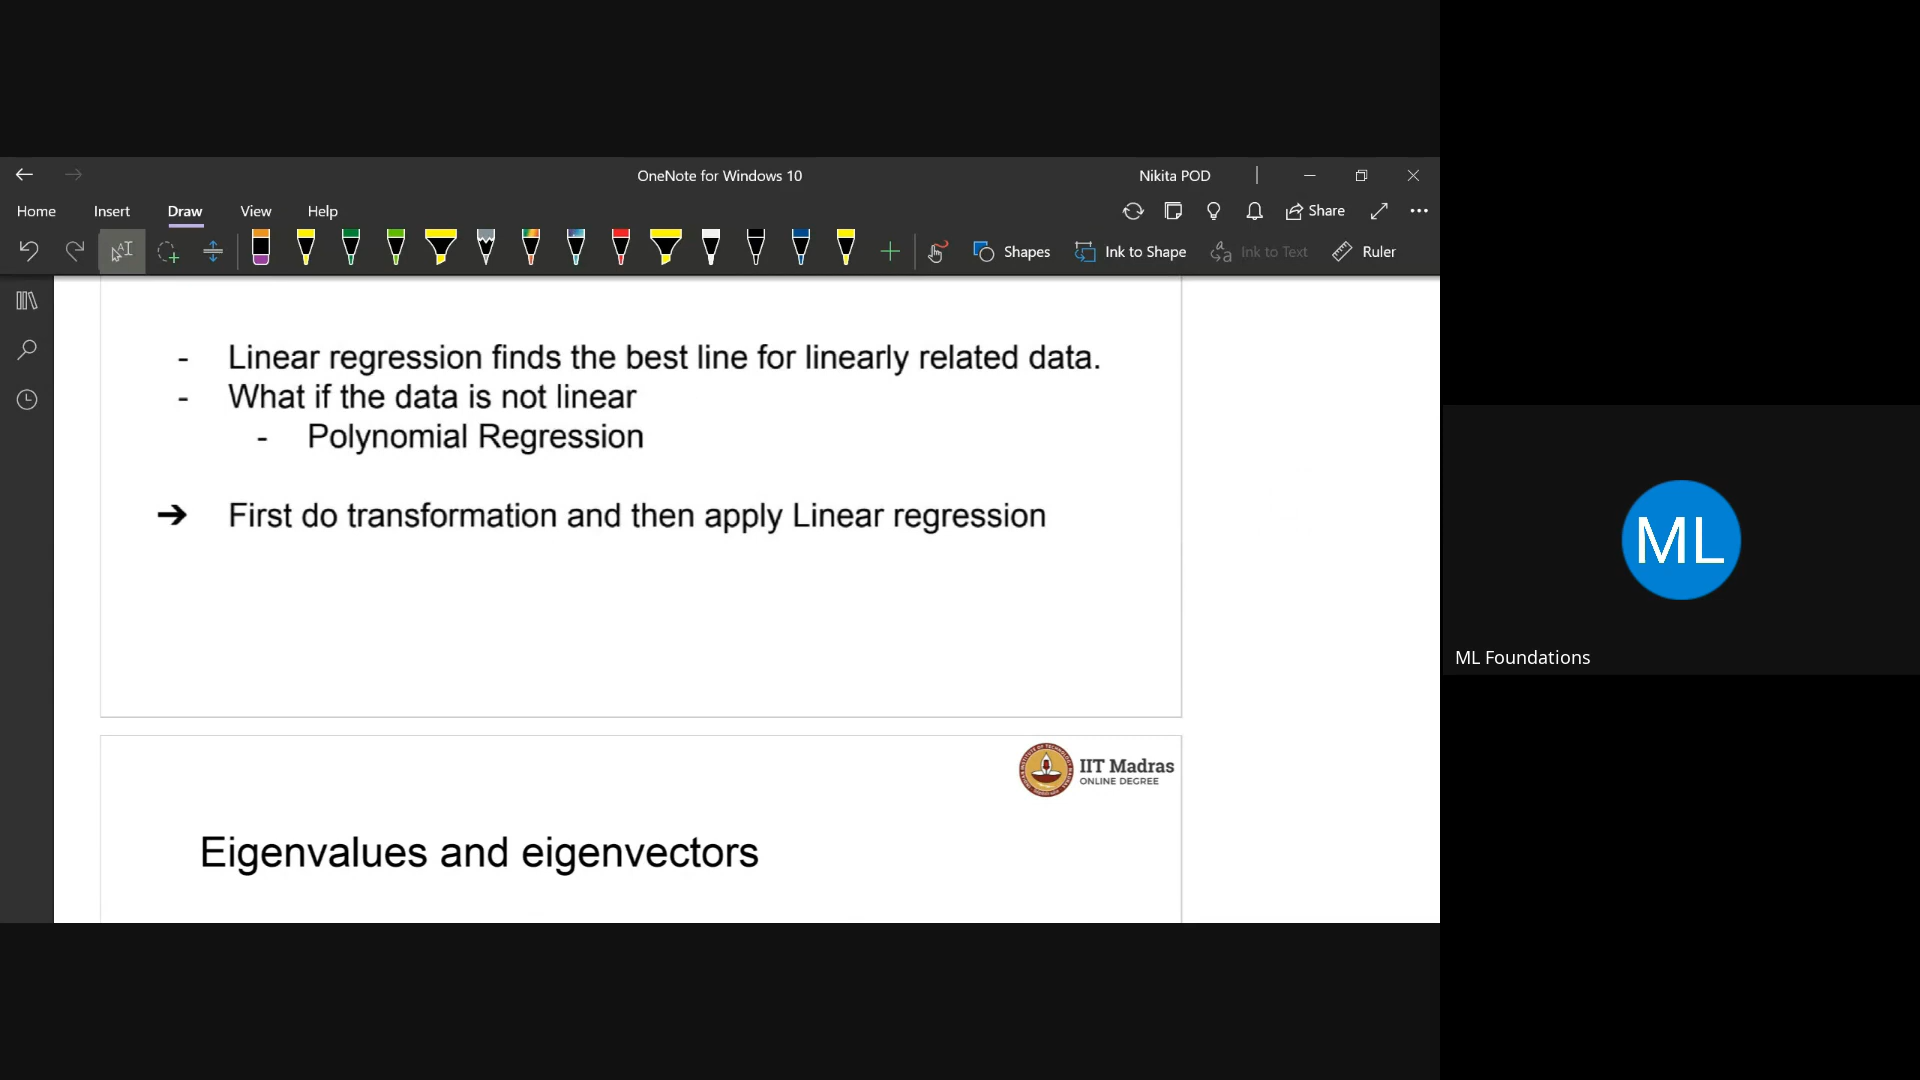 OneNote for Windows 10
Nikita POD
Home Insert Draw View Help
Share
Shapes Ink to Shape Ink to Text Ruler
- Linear regression finds the best line for linearly related data.
- What if the data is not linear
- Polynomial Regression
➔ First do transformation and then apply Linear regression
IIT Madras
ONLINE DEGREE
Eigenvalues and eigenvectors
ML
ML Foundations